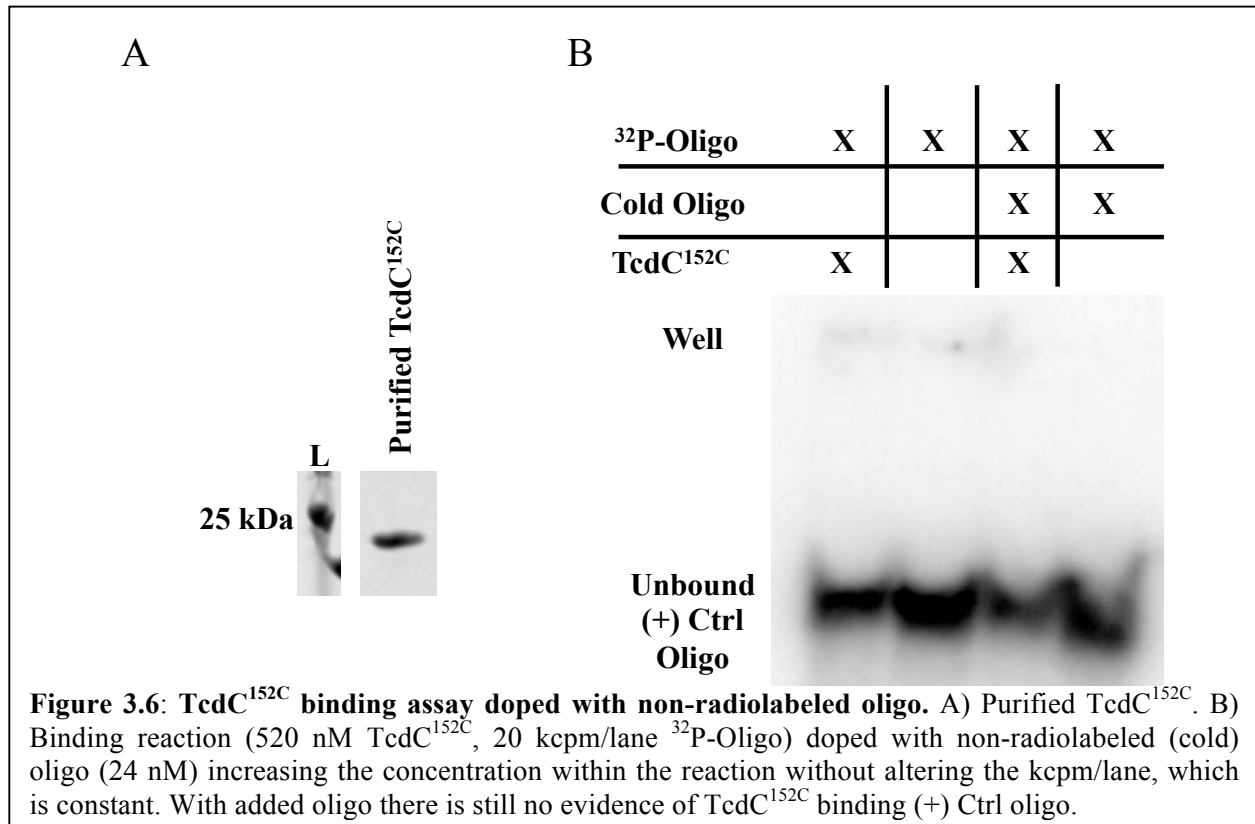 A
B
³²P-Oligo X X X X
Cold Oligo X X
TcdC¹⁵²ᶜ X X
Purified TcdC¹⁵²ᶜ
L
25 kDa
Well
Unbound
(+) Ctrl
Oligo
Figure 3.6: TcdC¹⁵²ᶜ binding assay doped with non-radiolabeled oligo. A) Purified TcdC¹⁵²ᶜ. B)
Binding reaction (520 nM TcdC¹⁵²ᶜ, 20 kcpm/lane ³²P-Oligo) doped with non-radiolabeled (cold)
oligo (24 nM) increasing the concentration within the reaction without altering the kcpm/lane, which
is constant. With added oligo there is still no evidence of TcdC¹⁵²ᶜ binding (+) Ctrl oligo.